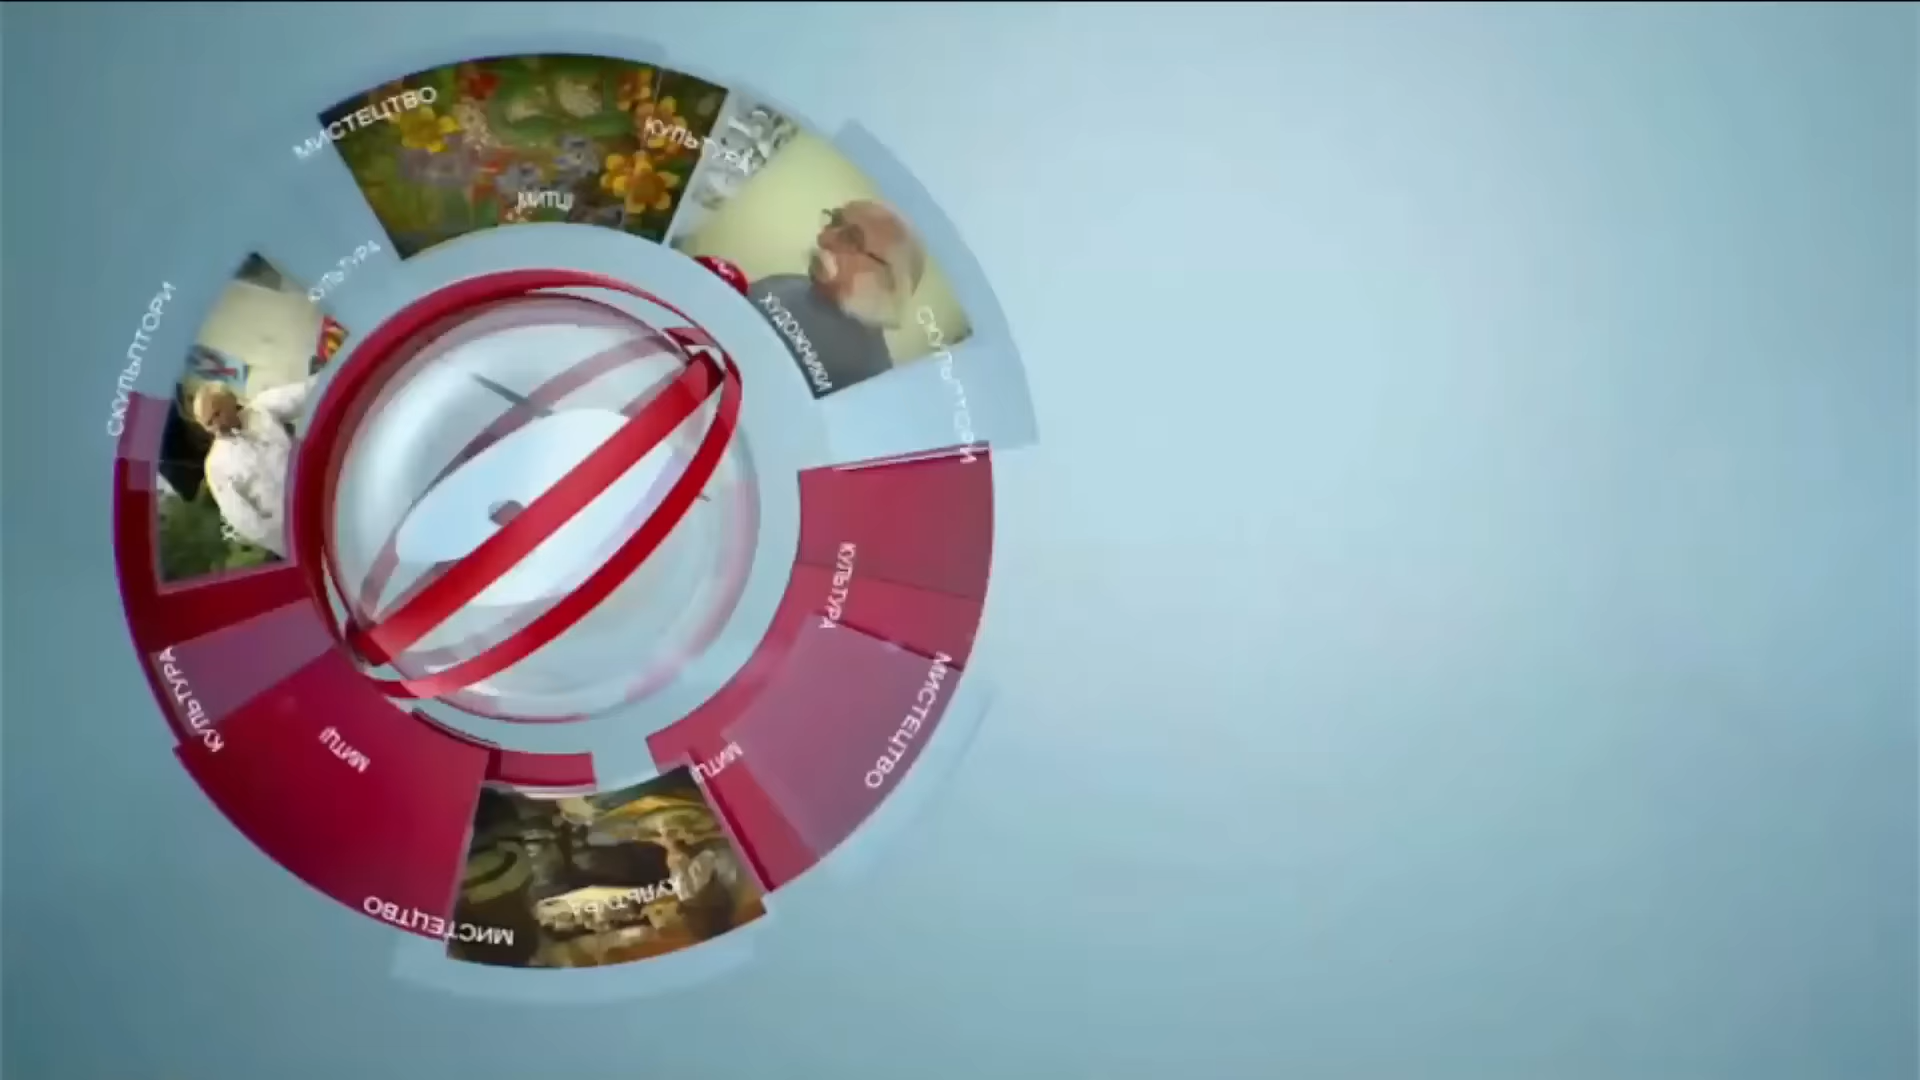 МИСТЕЦТВО
КУЛЬТУРА
МИТЦІ
КУЛЬТУРА
СКУЛЬПТОРИ
ХУДОЖНИКИ
СКУЛЬПТОРИ
КУЛЬТУРА
МИСТЕЦТВО
КУЛЬТУРА
МИТЦІ
МИТЦІ
КУЛЬТУРА
МИСТЕЦТВО